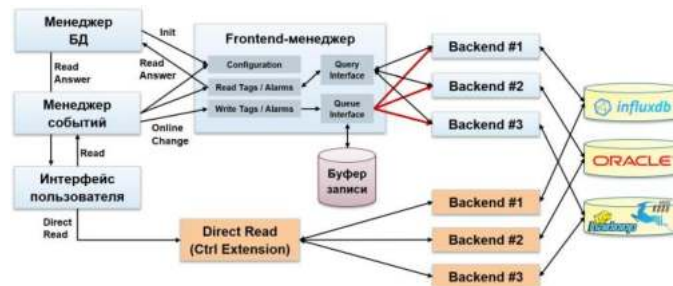 Менеджер
БД
Init
Frontend-менеджер
Configuration
Query
Interface
Read Tags / Alarms
Write Tags / Alarms
Queue
Interface
Read
Answer
Read
Answer
Менеджер
событий
Online
Change
Read
Буфер
записи
Интерфейс
пользователя
Direct
Read
Direct Read
(Ctrl Extension)
Backend #1
Backend #2
Backend #3
Backend #1
Backend #2
Backend #3
influxdb
ORACLE
hadoop